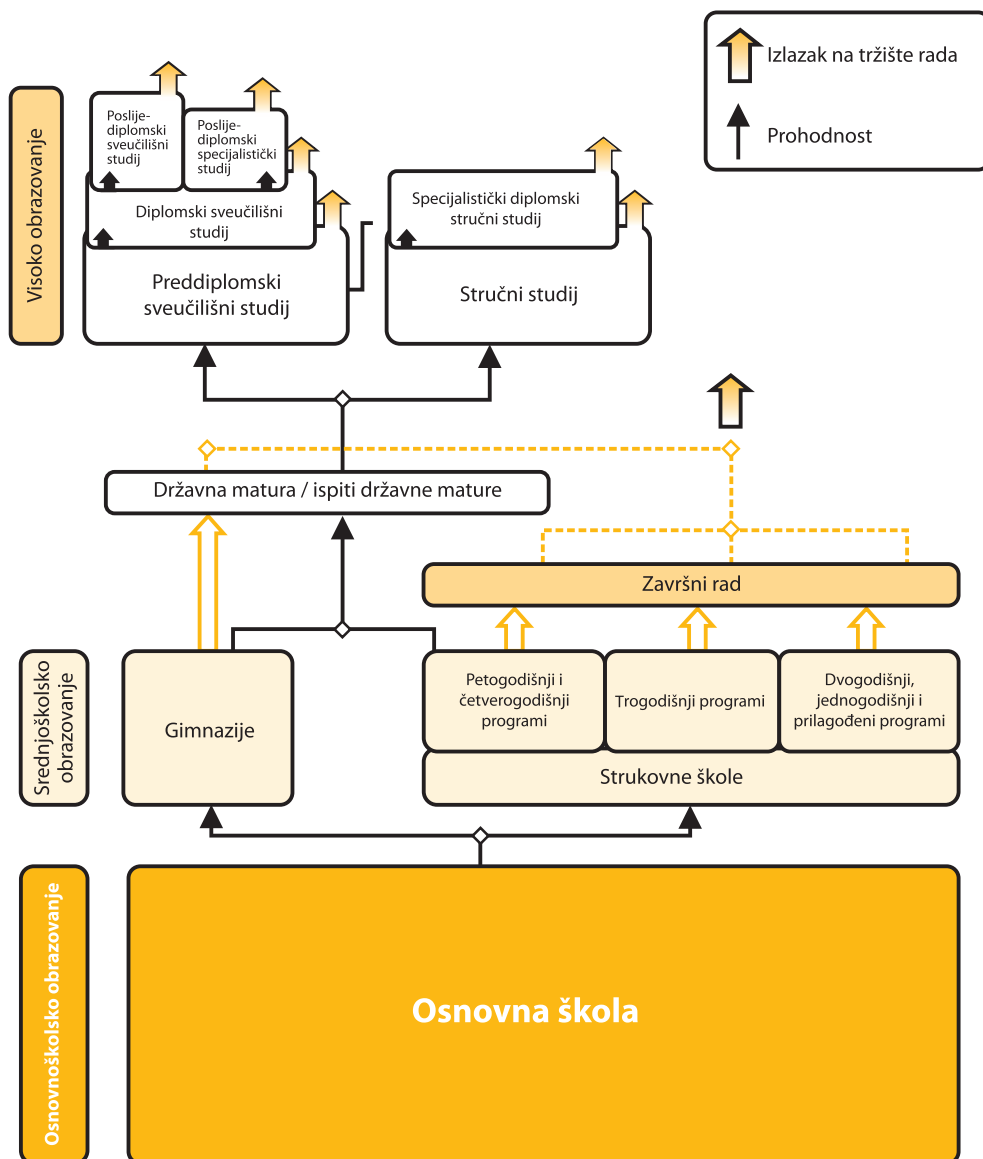 Izlazak na tržište rada
Prohodnost
Visoko obrazovanje
Poslije-
diplomski
sveučilišni
studij
Poslije-
diplomski
specijalistički
studij
Diplomski sveučilišni
studij
Preddiplomski
sveučilišni studij
Specijalistički diplomski
stručni studij
Stručni studij
Državna matura / ispiti državne mature
Završni rad
Srednjoškolsko
obrazovanje
Gimnazije
Petogodišnji i
četverogodišnji
programi
Trogodišnji programi
Dvogodišnji,
jednogodišnji i
prilagođeni programi
Strukovne škole
Osnovnoškolsko obrazovanje
Osnovna škola